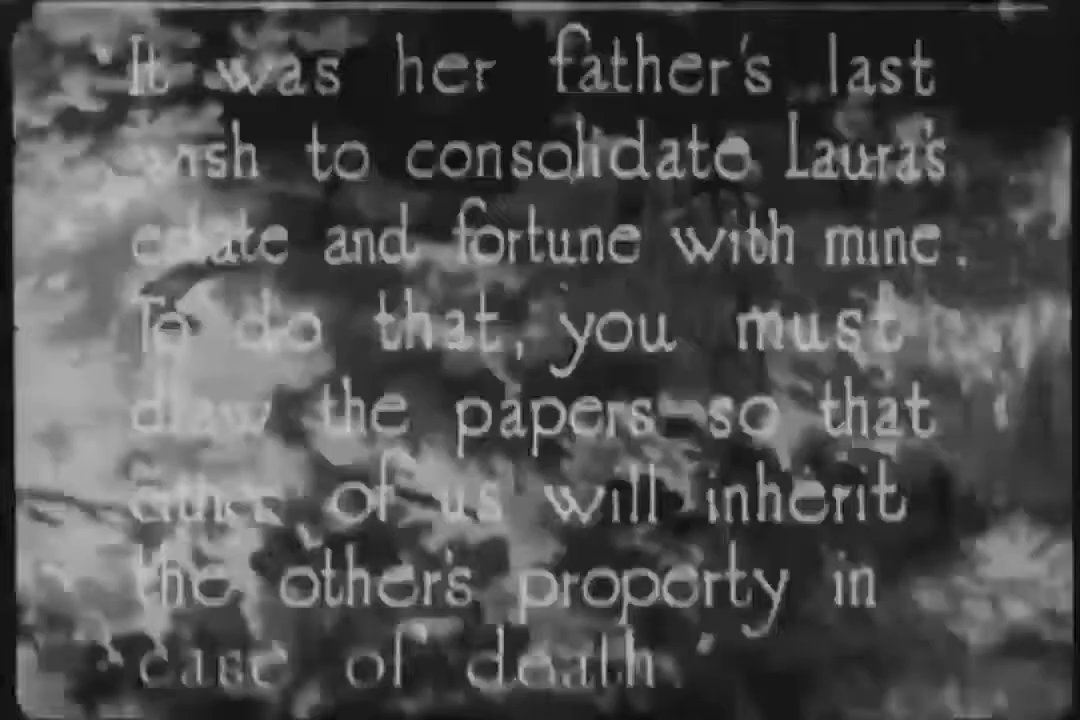 "It was her father's last
wish to consolidate Laura's
estate and fortune with mine.
To do that, you must
draw the papers so that
either of us will inherit
the other's property in
case of death"